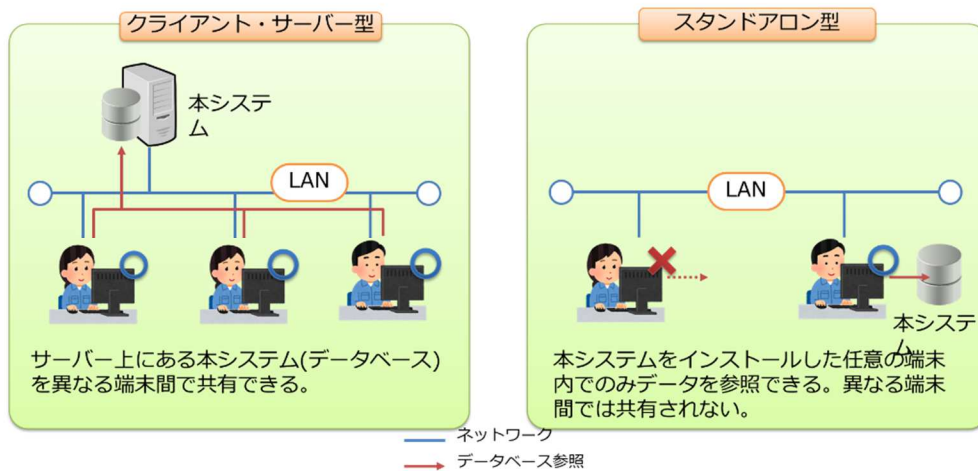 クライアント・サーバー型
本システ
ム
LAN
サーバー上にある本システム(データベース)
を異なる端末間で共有できる。
スタンドアロン型
LAN
本システ
ム
本システムをインストールした任意の端末
内でのみデータを参照できる。異なる端末
間では共有されない。
ネットワーク
データベース参照